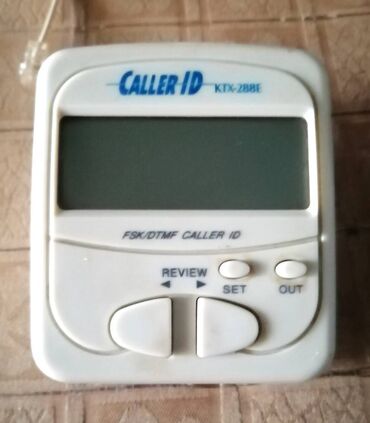 CALLER ID KTX-288E
FSK/DTMF CALLER ID
REVIEW
◄ ►
SET OUT